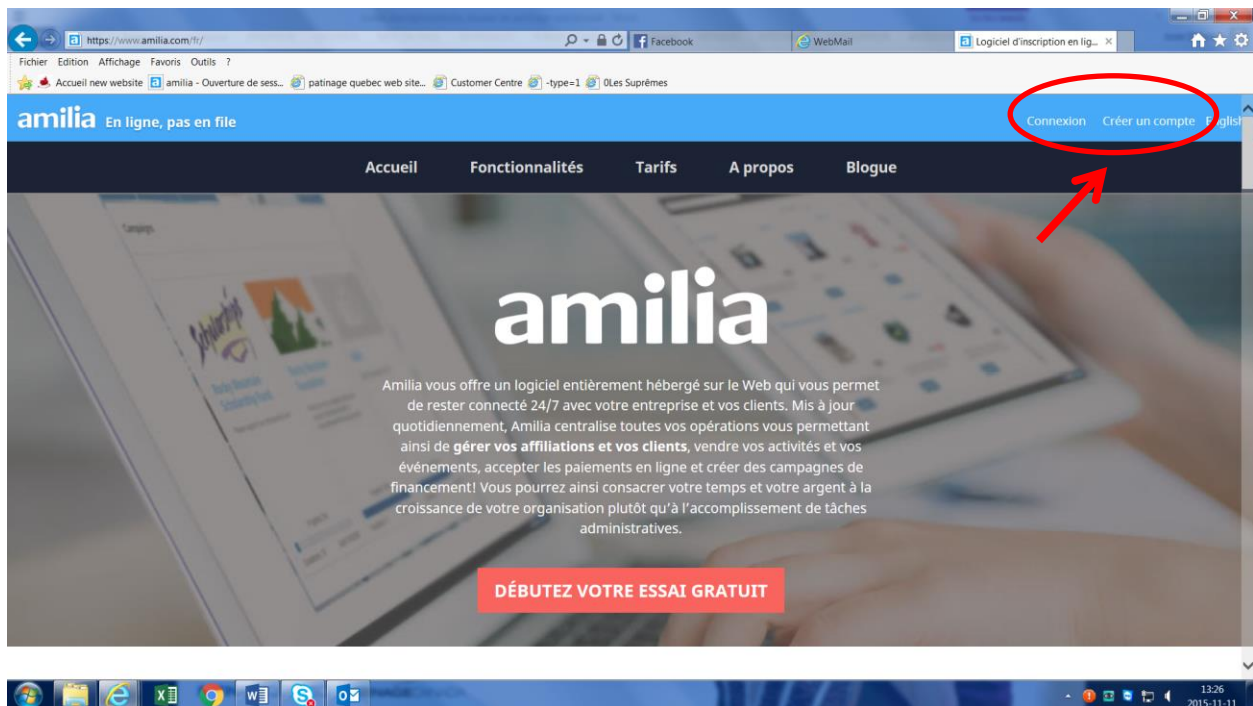 https://www.amilia.com/fr/
Facebook
WebMail
Logiciel d'inscription en lig...
Fichier Edition Affichage Favoris Outils ?
Accueil new website amilia - Ouverture de sess... patinage quebec web site... Customer Centre -type=1 0Les Suprêmes
amilia En ligne, pas en file
Connexion Créer un compte English
Accueil Fonctionnalités Tarifs A propos Blogue
Campaign
Scholarship
amilia
Amilia vous offre un logiciel entièrement hébergé sur le Web qui vous permet
de rester connecté 24/7 avec votre entreprise et vos clients. Mis à jour
quotidiennement, Amilia centralise toutes vos opérations vous permettant
ainsi de gérer vos affiliations et vos clients, vendre vos activités et vos
événements, accepter les paiements en ligne et créer des campagnes de
financement! Vous pourrez ainsi consacrer votre temps et votre argent à la
croissance de votre organisation plutôt qu'à l'accomplissement de tâches
administratives.
DÉBUTEZ VOTRE ESSAI GRATUIT
13:26
2015-11-11